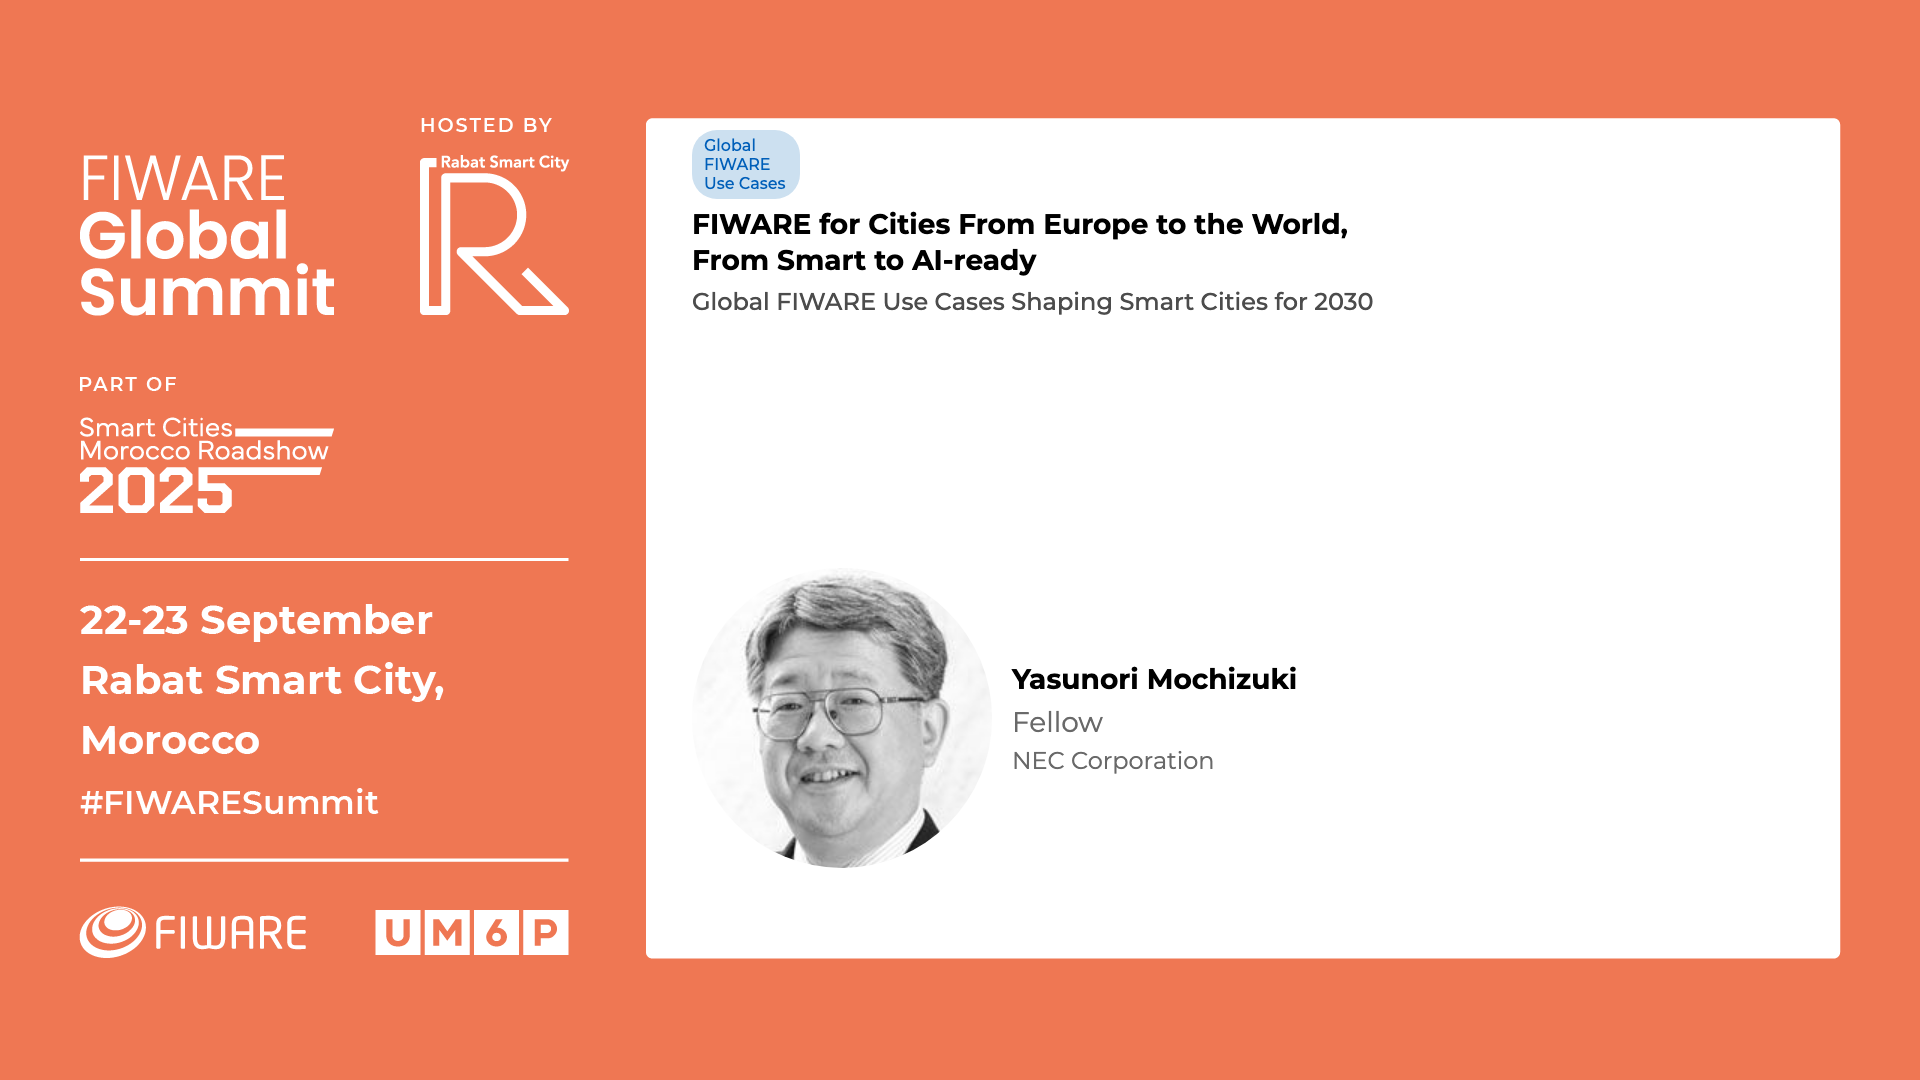 FIWARE
Global
Summit
HOSTED BY
Rabat Smart City
R
PART OF
Smart Cities
Morocco Roadshow
2025
22-23 September
Rabat Smart City,
Morocco
#FIWARESummit
FIWARE
UM6P
Global
FIWARE
Use Cases
FIWARE for Cities From Europe to the World,
From Smart to AI-ready
Global FIWARE Use Cases Shaping Smart Cities for 2030
Yasunori Mochizuki
Fellow
NEC Corporation